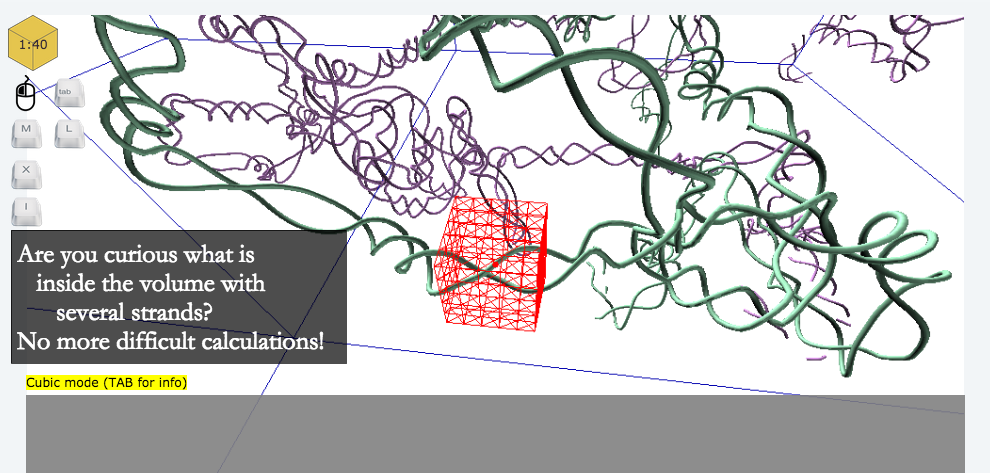 1:40
tab
M
L
X
I
Are you curious what is
inside the volume with
several strands?
No more difficult calculations!
Cubic mode (TAB for info)